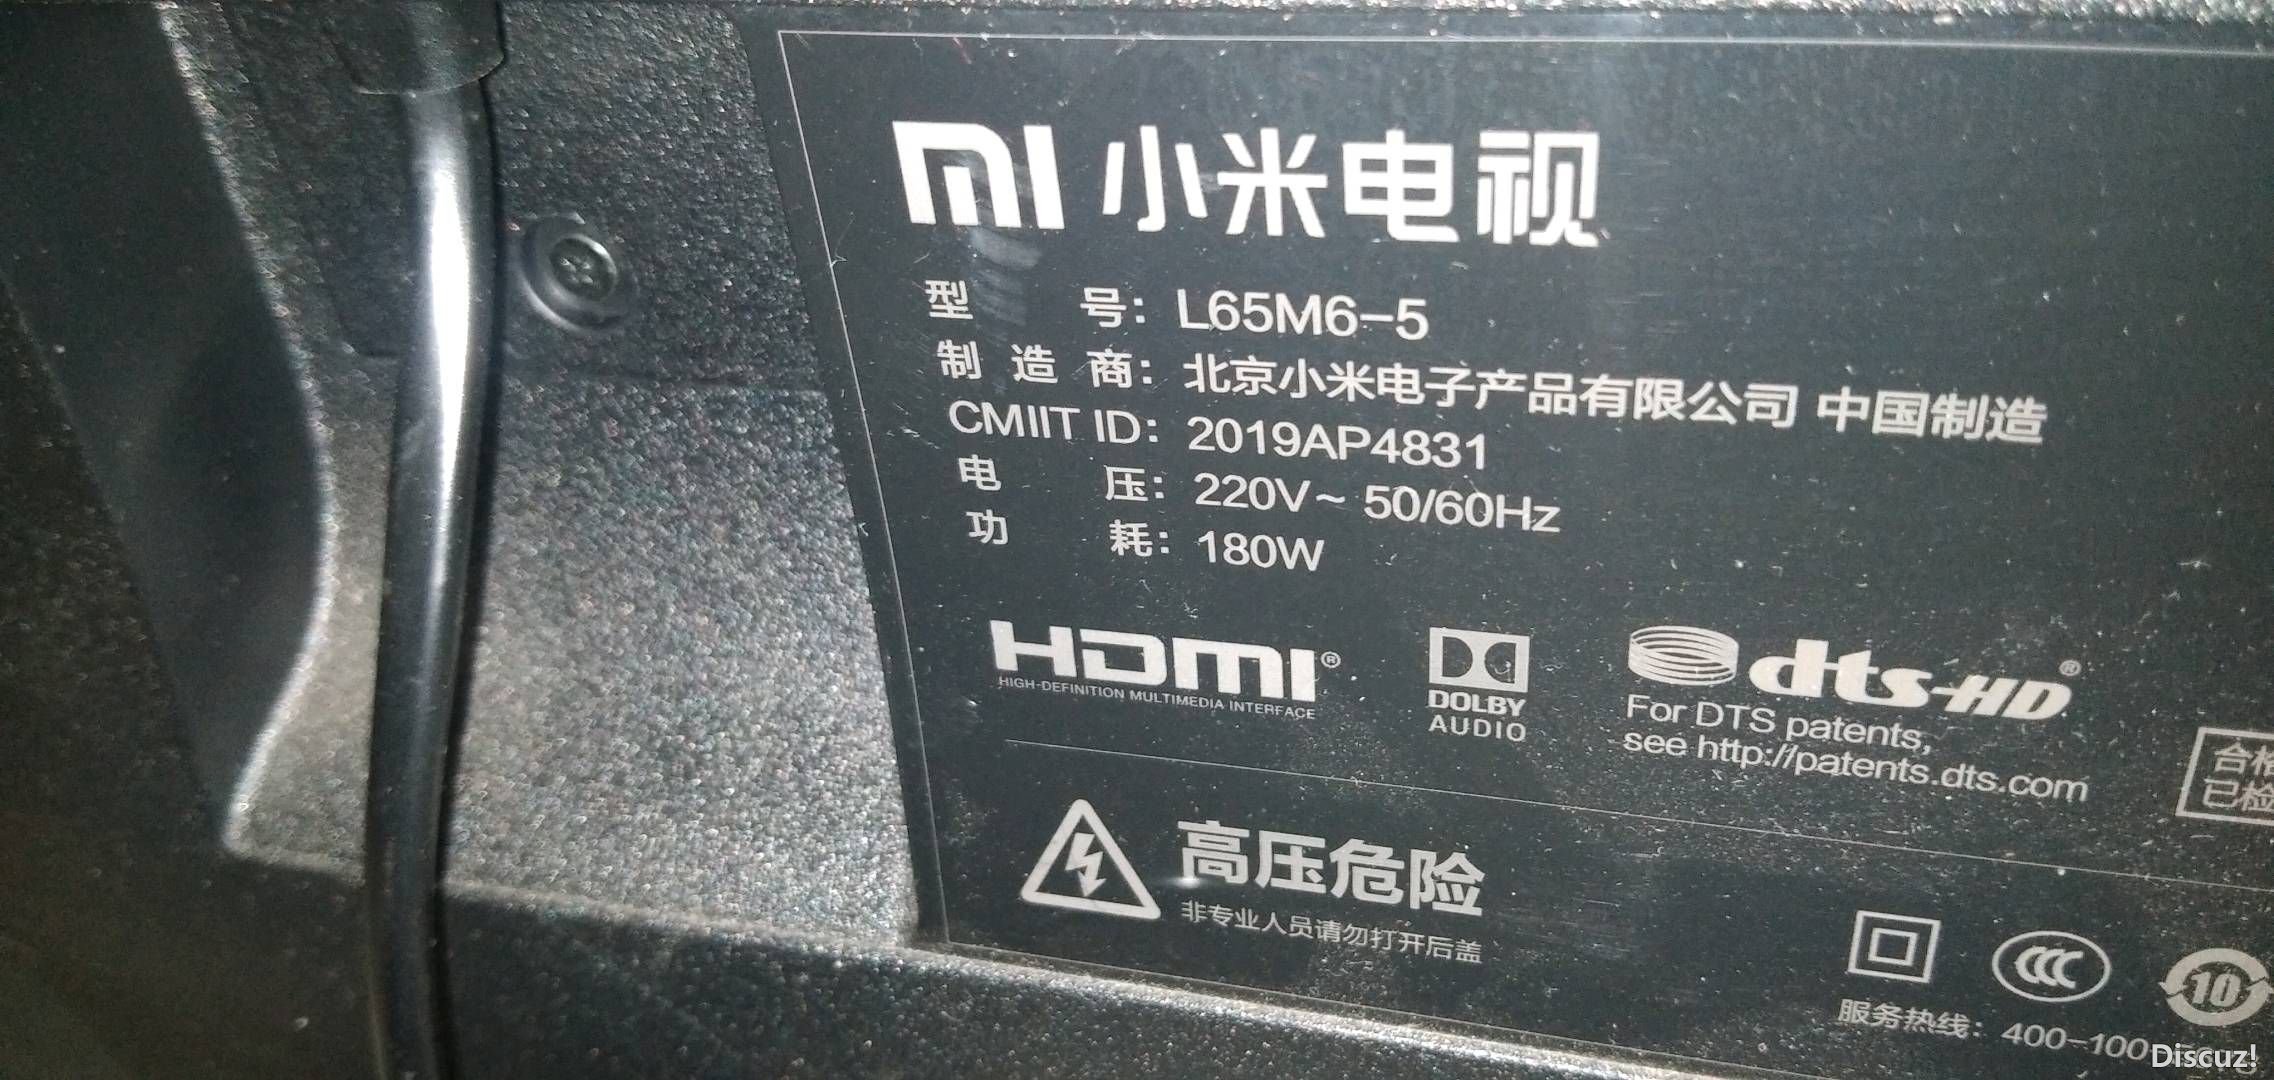 MI 小米电视
型 号：L65M6-5
制 造 商：北京小米电子产品有限公司 中国制造
CMIIT ID：2019AP4831
电 压：220V~ 50/60Hz
功 耗：180W
HDMI®
HIGH-DEFINITION MULTIMEDIA INTERFACE
DOLBY
AUDIO
dts-HD®
For DTS patents,
see http://patents.dts.com
合格
已检
高压危险
非专业人员请勿打开后盖
CCC
10
服务热线：400-100-
Discuz!